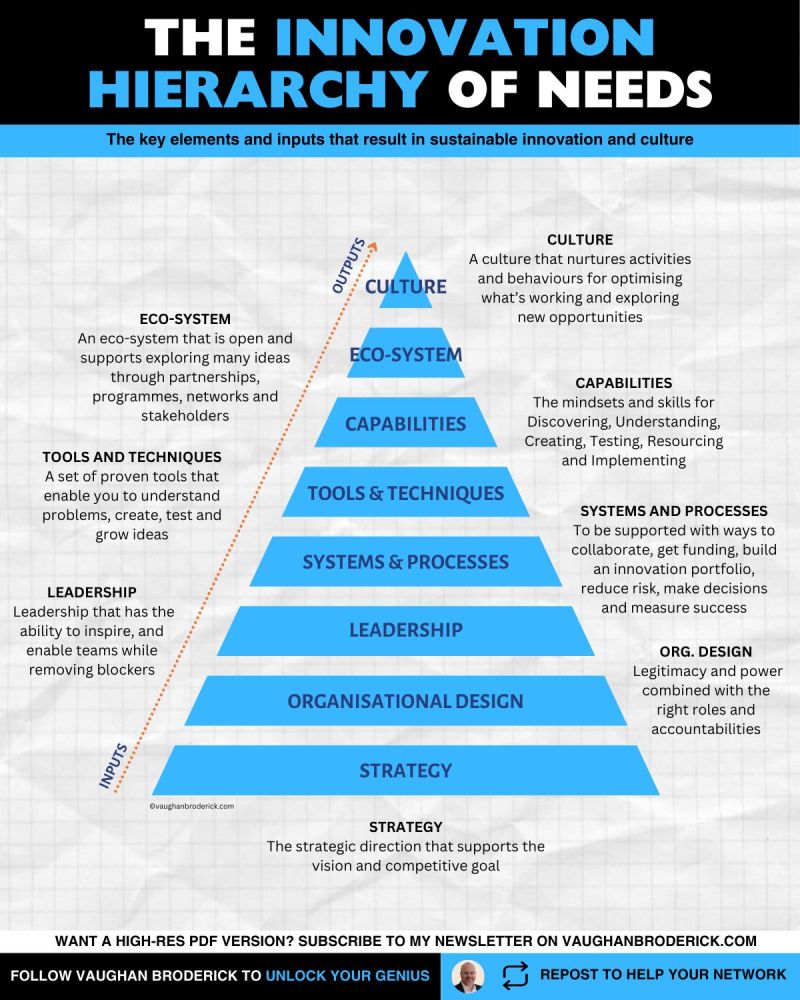 THE INNOVATION
HIERARCHY OF NEEDS
The key elements and inputs that result in sustainable innovation and culture
OUTPUTS
CULTURE
CULTURE
A culture that nurtures activities
and behaviours for optimising
what's working and exploring
new opportunities
ECO-SYSTEM
An eco-system that is open and
supports exploring many ideas
through partnerships,
programmes, networks and
stakeholders
ECO-SYSTEM
CAPABILITIES
CAPABILITIES
The mindsets and skills for
Discovering, Understanding,
Creating, Testing, Resourcing
and Implementing
TOOLS AND TECHNIQUES
A set of proven tools that
enable you to understand
problems, create, test and
grow ideas
TOOLS & TECHNIQUES
SYSTEMS & PROCESSES
SYSTEMS AND PROCESSES
To be supported with ways to
collaborate, get funding, build
an innovation portfolio,
reduce risk, make decisions
and measure success
LEADERSHIP
Leadership that has the
ability to inspire, and
enable teams while
removing blockers
LEADERSHIP
ORGANISATIONAL DESIGN
ORG. DESIGN
Legitimacy and power
combined with the
right roles and
accountabilities
INPUTS
STRATEGY
©vaughanbroderick.com
STRATEGY
The strategic direction that supports the
vision and competitive goal
WANT A HIGH-RES PDF VERSION? SUBSCRIBE TO MY NEWSLETTER ON VAUGHANBRODERICK.COM
FOLLOW VAUGHAN BRODERICK TO UNLOCK YOUR GENIUS
REPOST TO HELP YOUR NETWORK